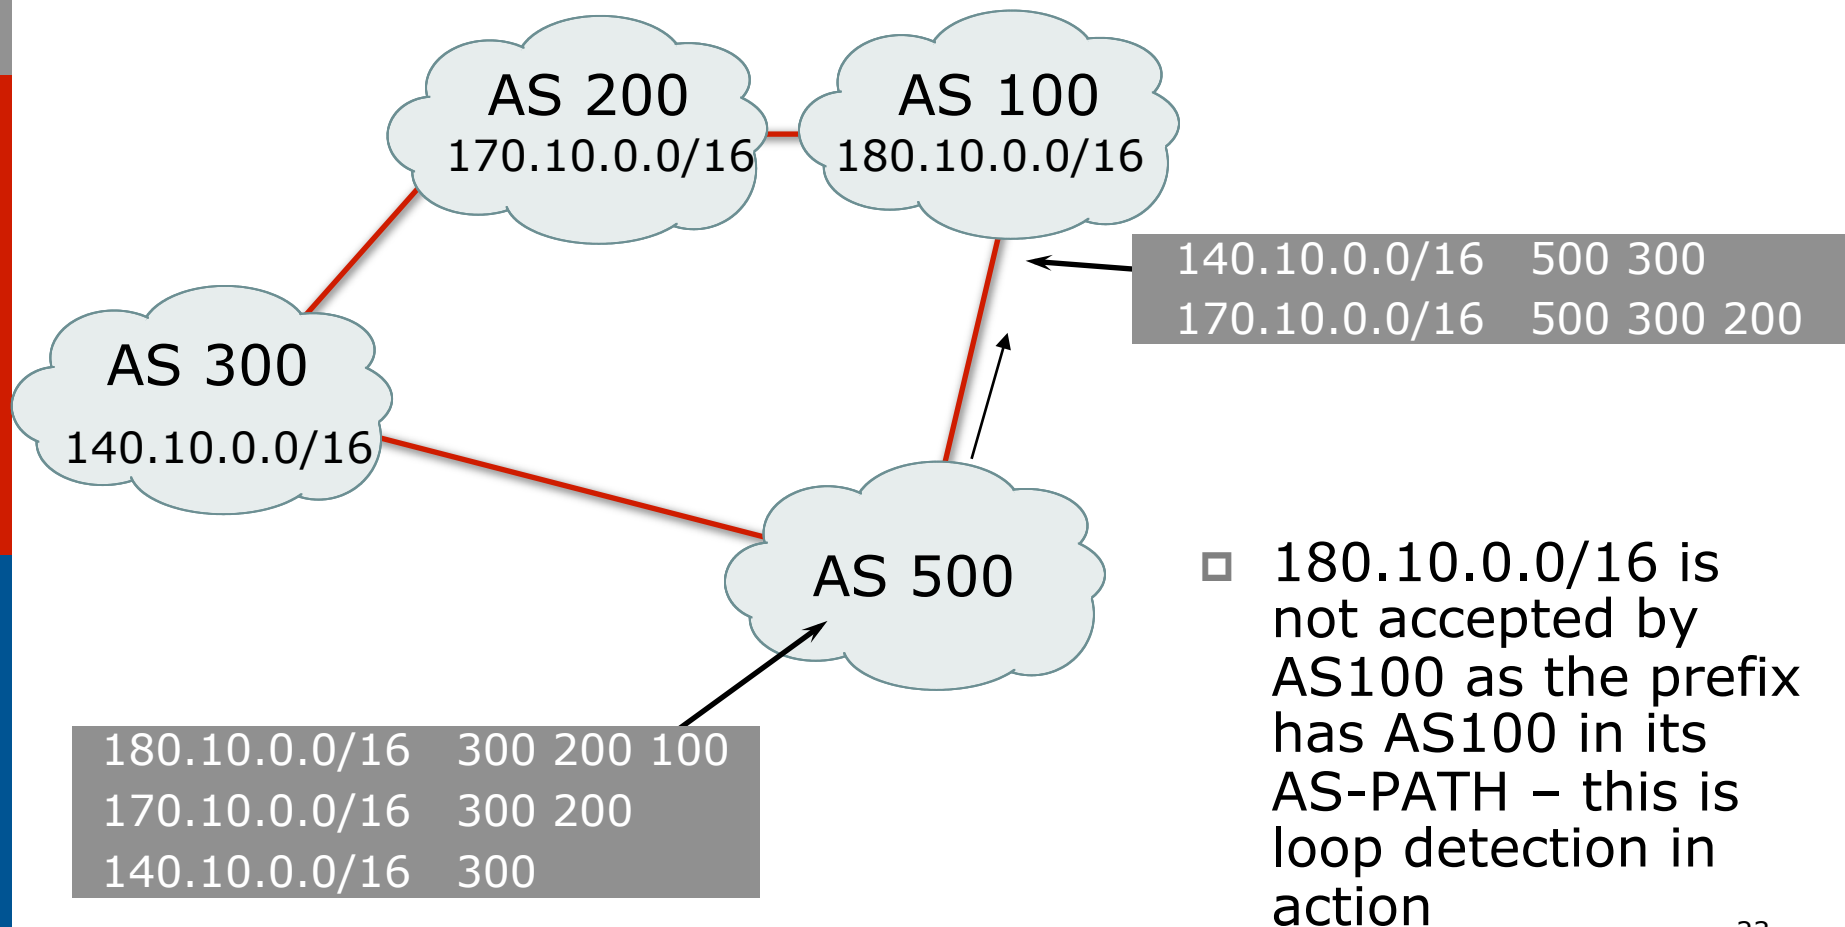 AS 200
170.10.0.0/16
AS 100
180.10.0.0/16
140.10.0.0/16 500 300
170.10.0.0/16 500 300 200
AS 300
140.10.0.0/16
AS 500
180.10.0.0/16 300 200 100
170.10.0.0/16 300 200
140.10.0.0/16 300
180.10.0.0/16 is
not accepted by
AS100 as the prefix
has AS100 in its
AS-PATH – this is
loop detection in
action